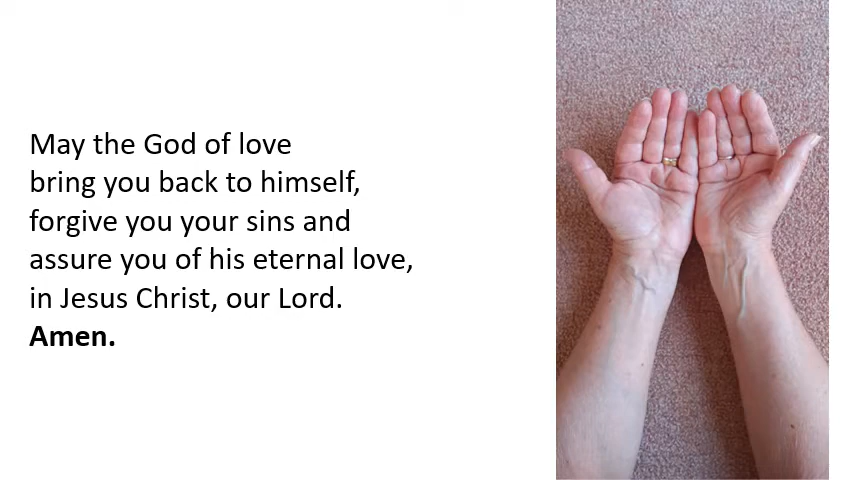 May the God of love
bring you back to himself,
forgive you your sins and
assure you of his eternal love,
in Jesus Christ, our Lord.
Amen.